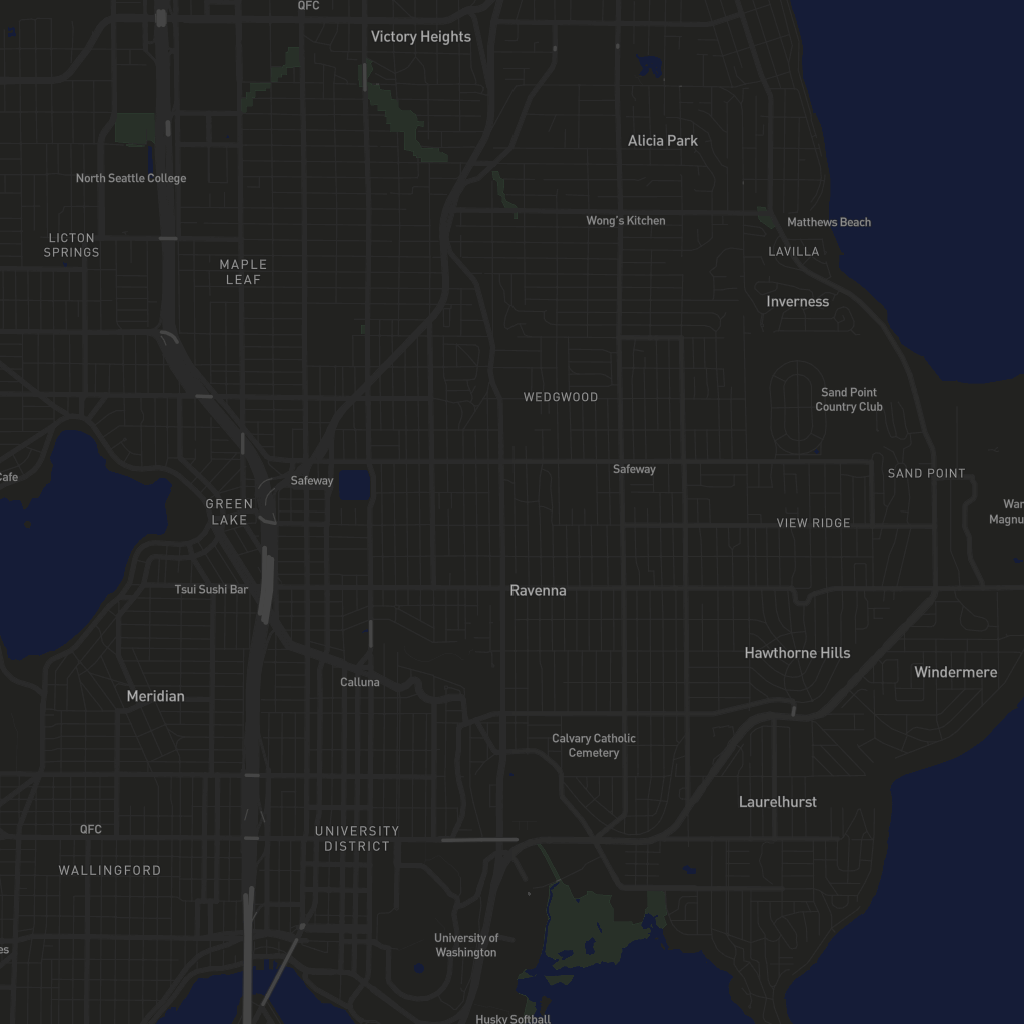 QFC
Victory Heights
Alicia Park
North Seattle College
Wong's Kitchen
Matthews Beach
LICTON
SPRINGS
LAVILLA
MAPLE
LEAF
Inverness
WEDGWOOD
Sand Point
Country Club
Safeway
SAND POINT
Cafe
Safeway
GREEN
LAKE
War
Magnu
VIEW RIDGE
Tsui Sushi Bar
Ravenna
Hawthorne Hills
Windermere
Calluna
Meridian
Calvary Catholic
Cemetery
Laurelhurst
QFC
UNIVERSITY
DISTRICT
WALLINGFORD
University of
Washington
es
Husky Softball